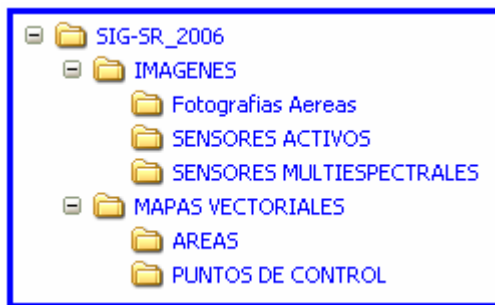 SIG-SR_2006
IMAGENES
Fotografias Aereas
SENSORES ACTIVOS
SENSORES MULTIESPECTRALES
MAPAS VECTORIALES
AREAS
PUNTOS DE CONTROL